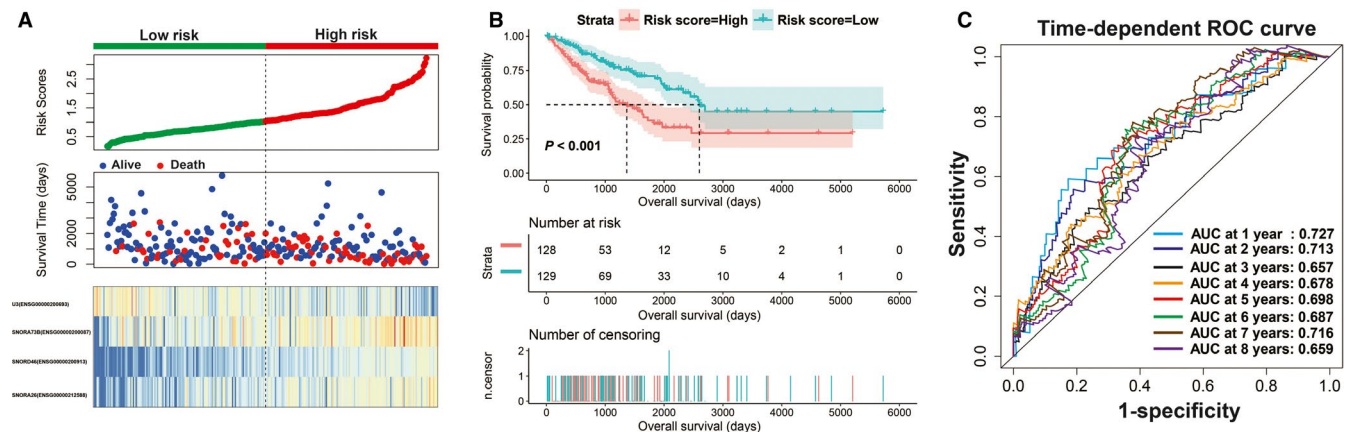 A
Low risk
High risk
Risk Scores
0.5 1.5 2.5
Alive Death
Survival Time (days)
0 2000 5000
U3(ENSG00000200693)
SNORA73B(ENSG00000200087)
SNORD46(ENSG00000200913)
SNORA26(ENSG00000212588)
B
Strata Risk score=High Risk score=Low
Survival probability
1.00
0.75
0.50
0.25
0.00
P < 0.001
0 1000 2000 3000 4000 5000 6000
Overall survival (days)
Number at risk
Strata
128 53 12 5 2 1 0
129 69 33 10 4 1 0
0 1000 2000 3000 4000 5000 6000
Overall survival (days)
Number of censoring
n.censor
2
1
0
0 1000 2000 3000 4000 5000 6000
Overall survival (days)
C
Time-dependent ROC curve
Sensitivity
0.0 0.2 0.4 0.6 0.8 1.0
AUC at 1 year : 0.727
AUC at 2 years: 0.713
AUC at 3 years: 0.657
AUC at 4 years: 0.678
AUC at 5 years: 0.698
AUC at 6 years: 0.687
AUC at 7 years: 0.716
AUC at 8 years: 0.659
0.0 0.2 0.4 0.6 0.8 1.0
1-specificity